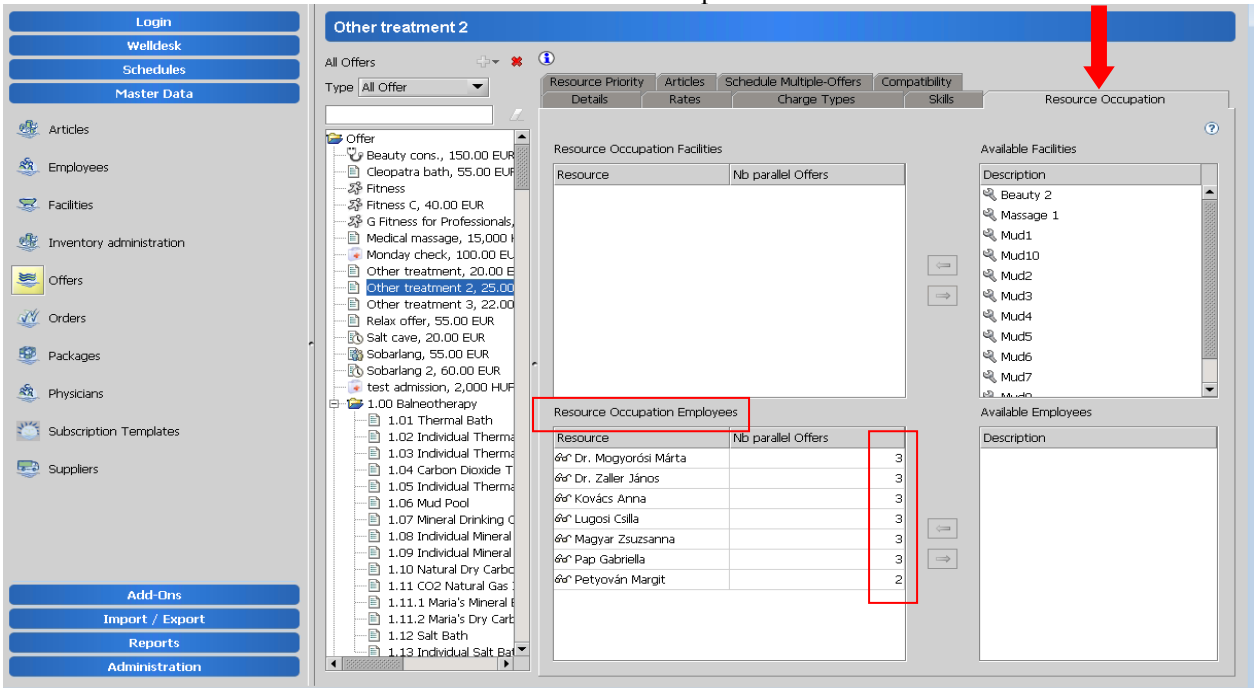 Login
Welldesk
Schedules
Master Data
Articles
Employees
Facilities
Inventory administration
Offers
Orders
Packages
Physicians
Subscription Templates
Suppliers
Add-Ons
Import / Export
Reports
Administration
Other treatment 2
All Offers
Type All Offer
Offer
Beauty cons., 150.00 EUR
Cleopatra bath, 55.00 EUF
Fitness
Fitness C, 40.00 EUR
G Fitness for Professionals,
Medical massage, 15,000
Monday check, 100.00 EU
Other treatment, 20.00 E
Other treatment 2, 25.00
Other treatment 3, 22.00
Relax offer, 55.00 EUR
Salt cave, 20.00 EUR
Sobarlang, 55.00 EUR
Sobarlang 2, 60.00 EUR
test admission, 2,000 HUF
1.00 Balneotherapy
1.01 Thermal Bath
1.02 Individual Therma
1.03 Individual Therma
1.04 Carbon Dioxide T
1.05 Individual Therma
1.06 Mud Pool
1.07 Mineral Drinking C
1.08 Individual Mineral
1.09 Individual Mineral
1.10 Natural Dry Carbo
1.11 CO2 Natural Gas
1.11.1 Maria's Mineral
1.11.2 Maria's Dry Carb
1.12 Salt Bath
1.13 Individual Salt Bat
Resource Priority Articles Schedule Multiple-Offers Compatibility
Details Rates Charge Types Skills Resource Occupation
Resource Occupation Facilities
Resource Nb parallel Offers
Available Facilities
Description
Beauty 2
Massage 1
Mud1
Mud10
Mud2
Mud3
Mud4
Mud5
Mud6
Mud7
Resource Occupation Employees
Resource Nb parallel Offers
Dr. Mogyorósi Márta 3
Dr. Zaller János 3
Kovács Anna 3
Lugosi Csilla 3
Magyar Zsuzsanna 3
Pap Gabriella 3
Petyován Margit 2
Available Employees
Description